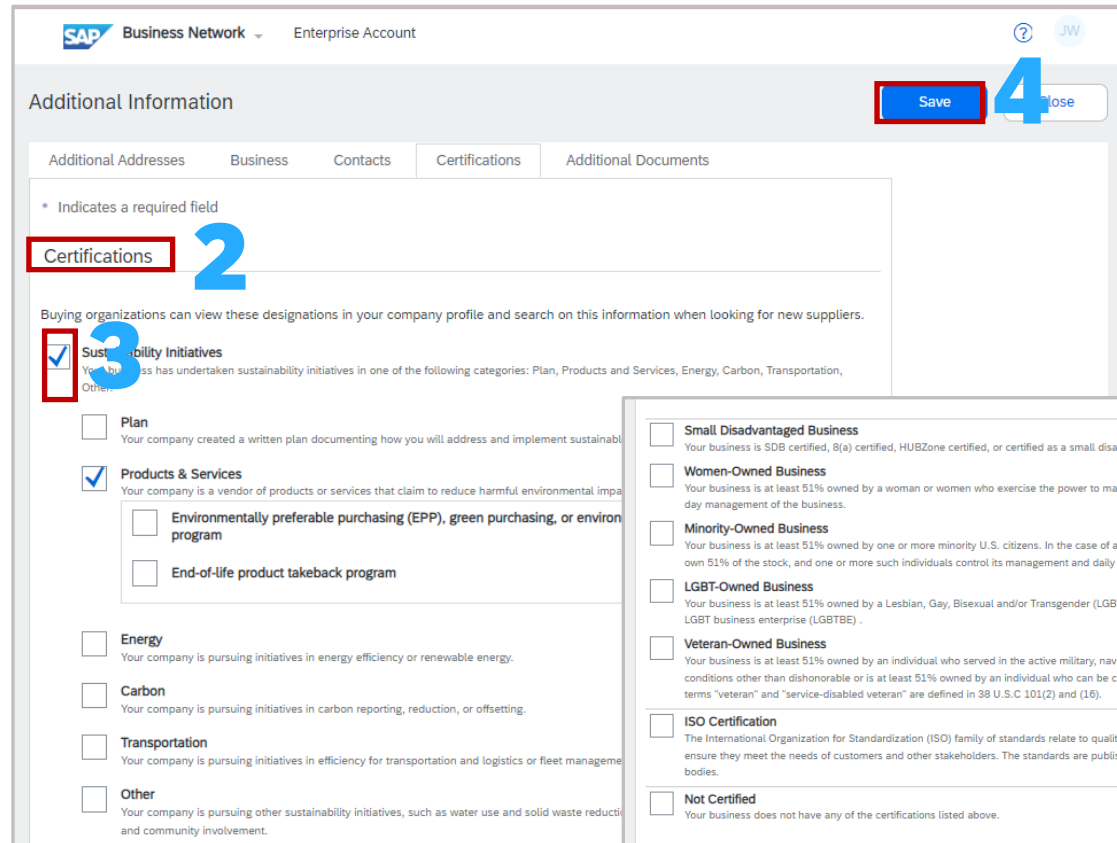 SAP Business Network Enterprise Account ? JW
Additional Information Save 4 lose
Additional Addresses Business Contacts Certifications Additional Documents
* Indicates a required field
Certifications 2
Buying organizations can view these designations in your company profile and search on this information when looking for new suppliers.
3
Sustainability Initiatives
Your business has undertaken sustainability initiatives in one of the following categories: Plan, Products and Services, Energy, Carbon, Transportation,
Other.
Plan
Your company created a written plan documenting how you will address and implement sustainabl
Products & Services
Your company is a vendor of products or services that claim to reduce harmful environmental impa
Environmentally preferable purchasing (EPP), green purchasing, or environ
program
End-of-life product takeback program
Energy
Your company is pursuing initiatives in energy efficiency or renewable energy.
Carbon
Your company is pursuing initiatives in carbon reporting, reduction, or offsetting.
Transportation
Your company is pursuing initiatives in efficiency for transportation and logistics or fleet manageme
Other
Your company is pursuing other sustainability initiatives, such as water use and solid waste reducti
and community involvement.
Small Disadvantaged Business
Your business is SDB certified, 8(a) certified, HUBZone certified, or certified as a small disa
Women-Owned Business
Your business is at least 51% owned by a woman or women who exercise the power to ma
day management of the business.
Minority-Owned Business
Your business is at least 51% owned by one or more minority U.S. citizens. In the case of a
own 51% of the stock, and one or more such individuals control its management and daily
LGBT-Owned Business
Your business is at least 51% owned by a Lesbian, Gay, Bisexual and/or Transgender (LGB
LGBT business enterprise (LGBTBE) .
Veteran-Owned Business
Your business is at least 51% owned by an individual who served in the active military, nav
conditions other than dishonorable or is at least 51% owned by an individual who can be c
terms "veteran" and "service-disabled veteran" are defined in 38 U.S.C 101(2) and (16).
ISO Certification
The International Organization for Standardization (ISO) family of standards relate to qualit
ensure they meet the needs of customers and other stakeholders. The standards are publis
bodies.
Not Certified
Your business does not have any of the certifications listed above.